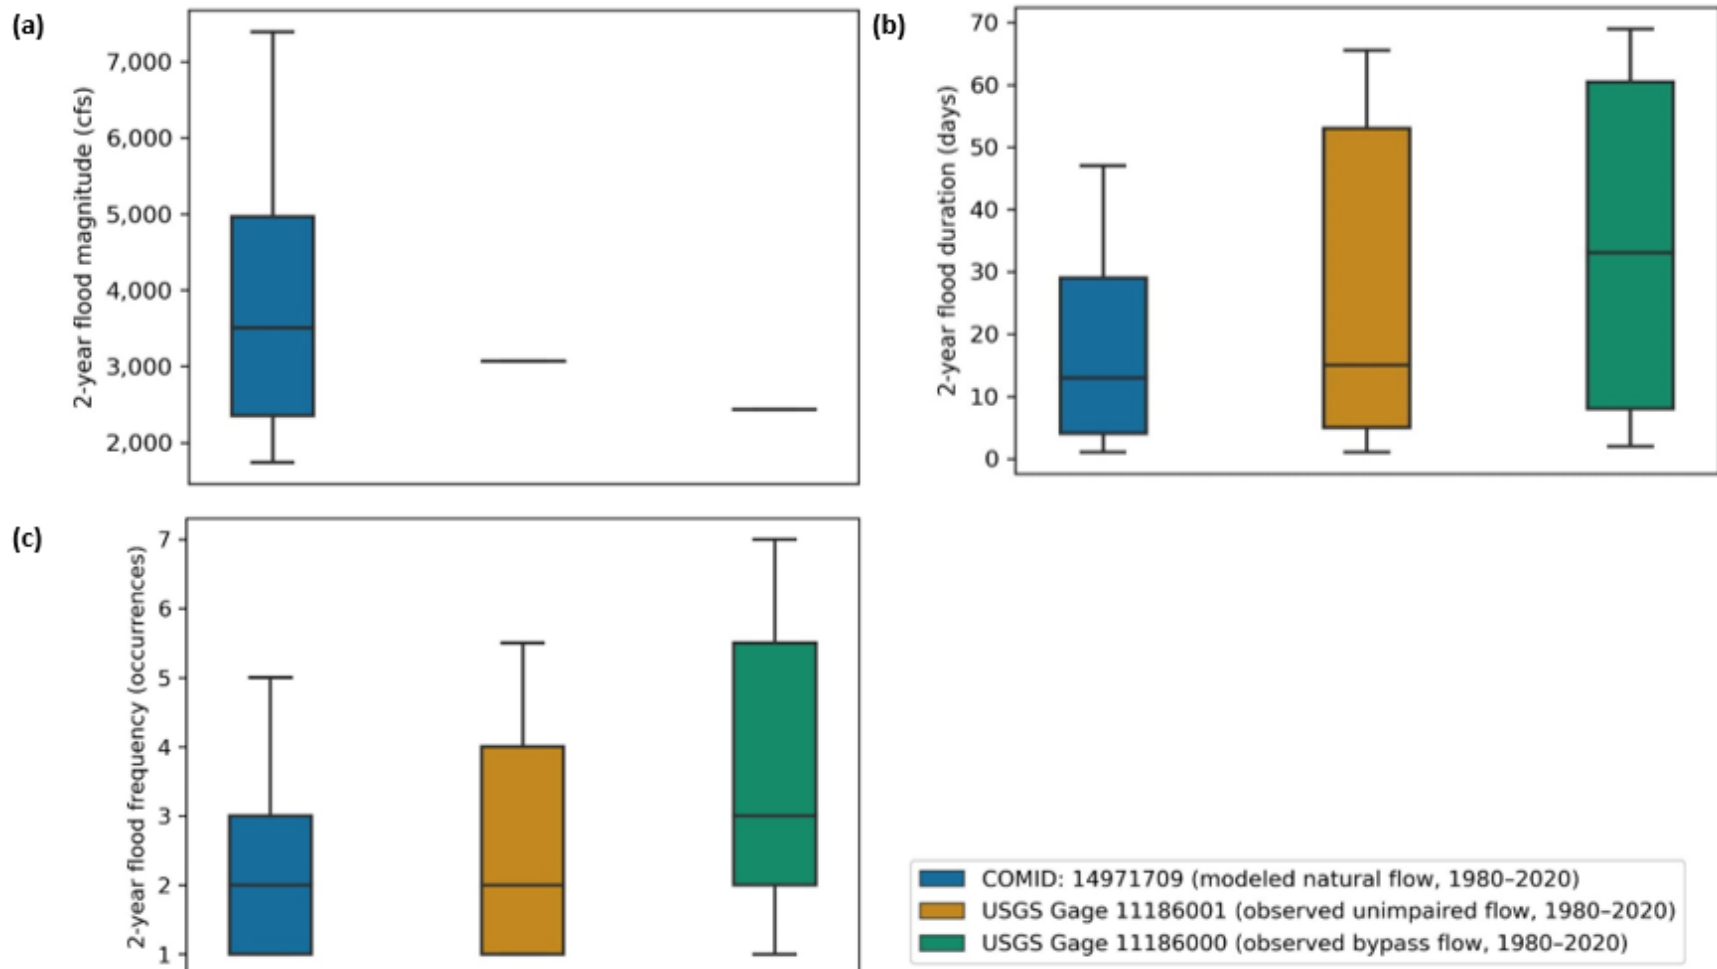 (a)
2-year flood magnitude (cfs)
7,000
6,000
5,000
4,000
3,000
2,000
(b)
2-year flood duration (days)
70
60
50
40
30
20
10
0
(c)
2-year flood frequency (occurrences)
7
6
5
4
3
2
1
COMID: 14971709 (modeled natural flow, 1980–2020)
USGS Gage 11186001 (observed unimpaired flow, 1980–2020)
USGS Gage 11186000 (observed bypass flow, 1980–2020)